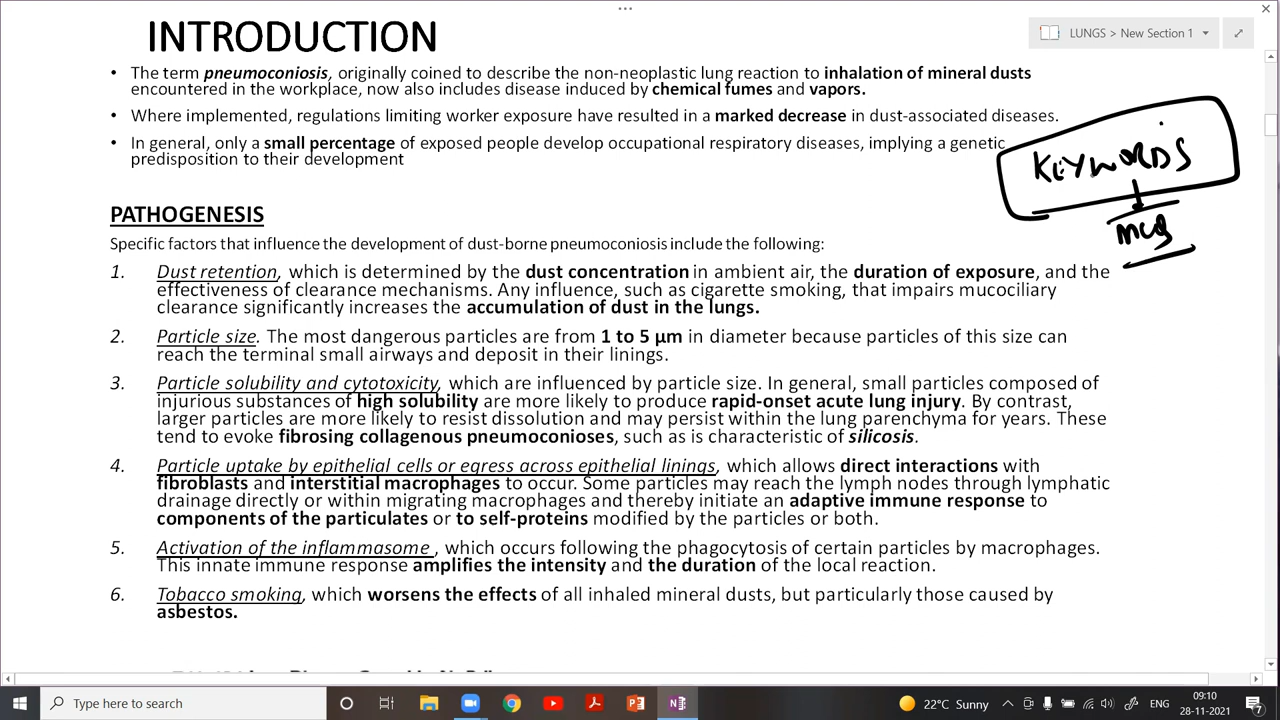 INTRODUCTION
LUNGS > New Section 1
• The term pneumoconiosis, originally coined to describe the non-neoplastic lung reaction to inhalation of mineral dusts
encountered in the workplace, now also includes disease induced by chemical fumes and vapors.
• Where implemented, regulations limiting worker exposure have resulted in a marked decrease in dust-associated diseases.
• In general, only a small percentage of exposed people develop occupational respiratory diseases, implying a genetic
predisposition to their development
KEYWORDS
MCQ
PATHOGENESIS
Specific factors that influence the development of dust-borne pneumoconiosis include the following:
1. Dust retention, which is determined by the dust concentration in ambient air, the duration of exposure, and the
effectiveness of clearance mechanisms. Any influence, such as cigarette smoking, that impairs mucociliary
clearance significantly increases the accumulation of dust in the lungs.
2. Particle size. The most dangerous particles are from 1 to 5 µm in diameter because particles of this size can
reach the terminal small airways and deposit in their linings.
3. Particle solubility and cytotoxicity, which are influenced by particle size. In general, small particles composed of
injurious substances of high solubility are more likely to produce rapid-onset acute lung injury. By contrast,
larger particles are more likely to resist dissolution and may persist within the lung parenchyma for years. These
tend to evoke fibrosing collagenous pneumoconioses, such as is characteristic of silicosis.
4. Particle uptake by epithelial cells or egress across epithelial linings, which allows direct interactions with
fibroblasts and interstitial macrophages to occur. Some particles may reach the lymph nodes through lymphatic
drainage directly or within migrating macrophages and thereby initiate an adaptive immune response to
components of the particulates or to self-proteins modified by the particles or both.
5. Activation of the inflammasome , which occurs following the phagocytosis of certain particles by macrophages.
This innate immune response amplifies the intensity and the duration of the local reaction.
6. Tobacco smoking, which worsens the effects of all inhaled mineral dusts, but particularly those caused by
asbestos.
Type here to search
22°C Sunny
ENG
09:10
28-11-2021
7